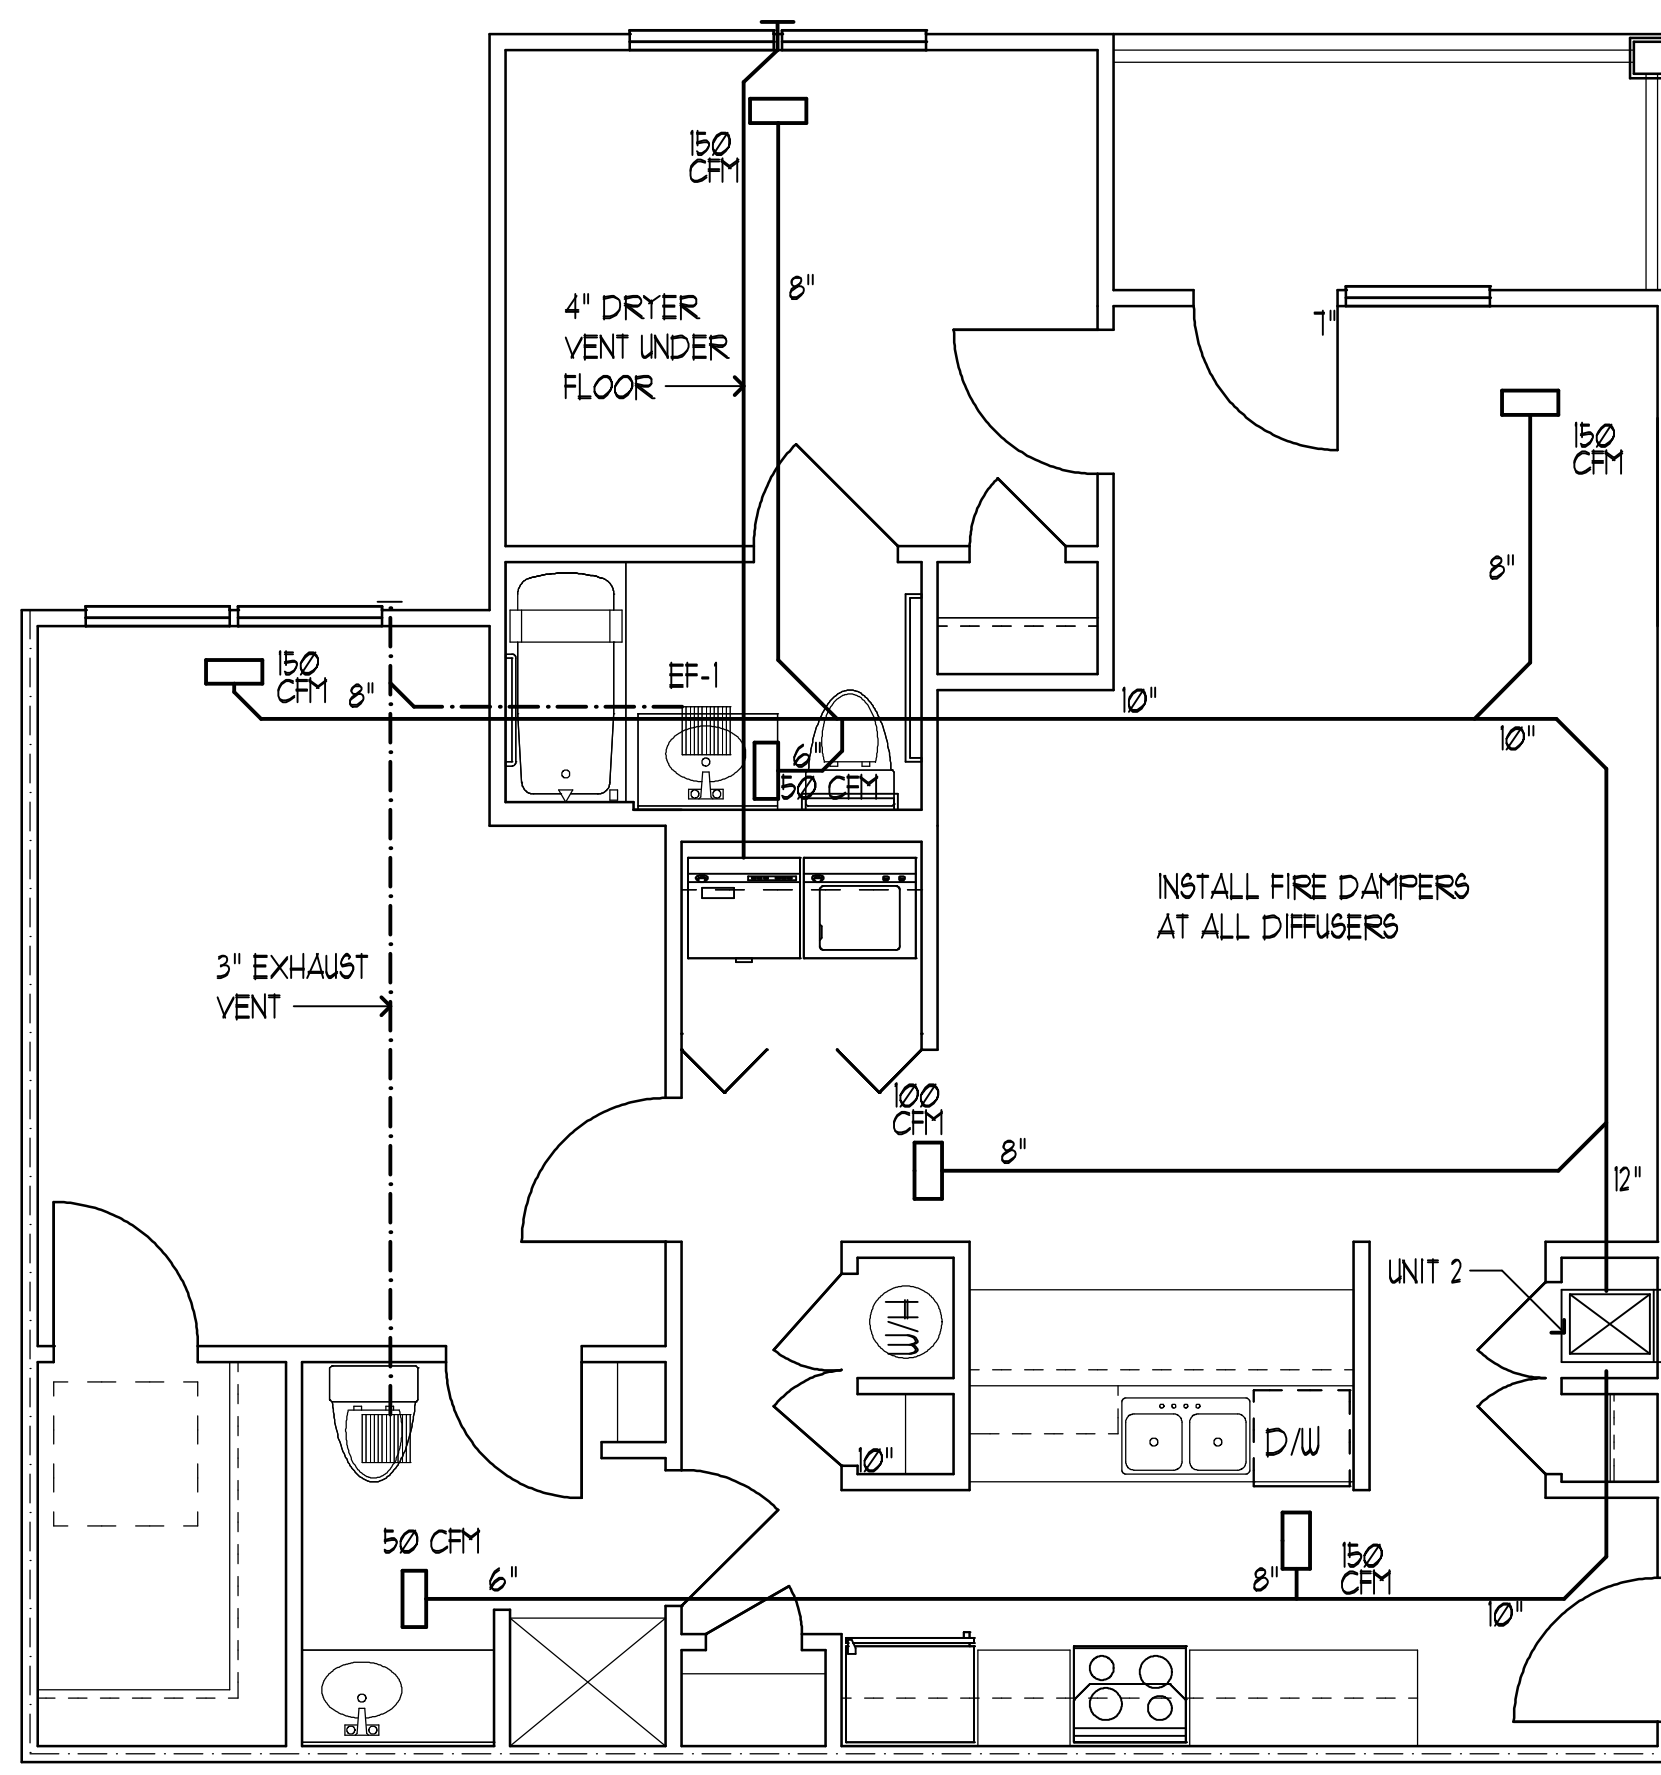 150
CFM
8"
4" DRYER
VENT UNDER
FLOOR
7"
150
CFM
8"
150
CFM
8"
EF-1
10"
10"
6"
50 CFM
INSTALL FIRE DAMPERS
AT ALL DIFFUSERS
3" EXHAUST
VENT
100
CFM
8"
12"
UNIT 2
W/H
D/W
10"
50 CFM
6"
8"
150
CFM
10"